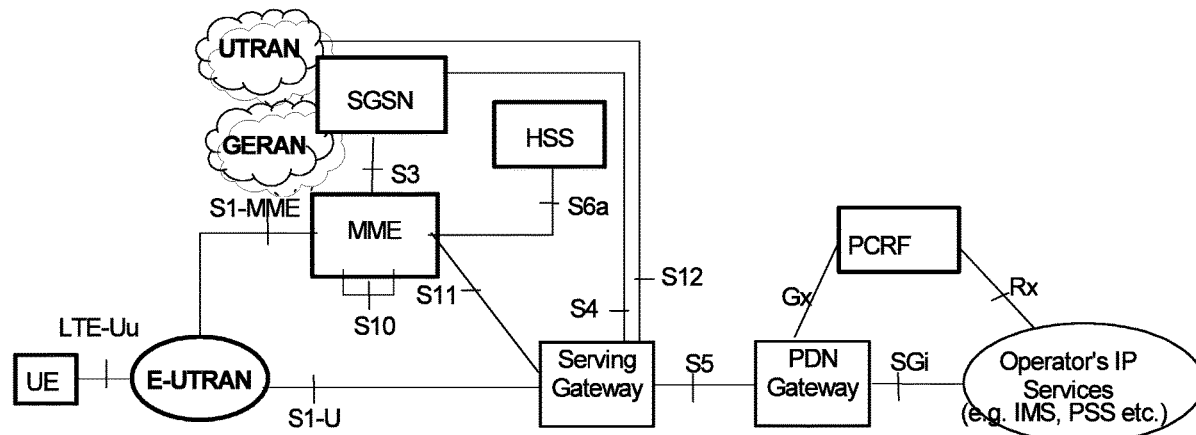 UTRAN
SGSN
HSS
GERAN
S3
S6a
S1-MME
MME
PCRF
S12
S11
Gx
Rx
S4
S10
LTE-Uu
Serving
Gateway
S5
PDN
Gateway
SGi
Operator's IP
Services
(e.g. IMS, PSS etc.)
UE
E-UTRAN
S1-U